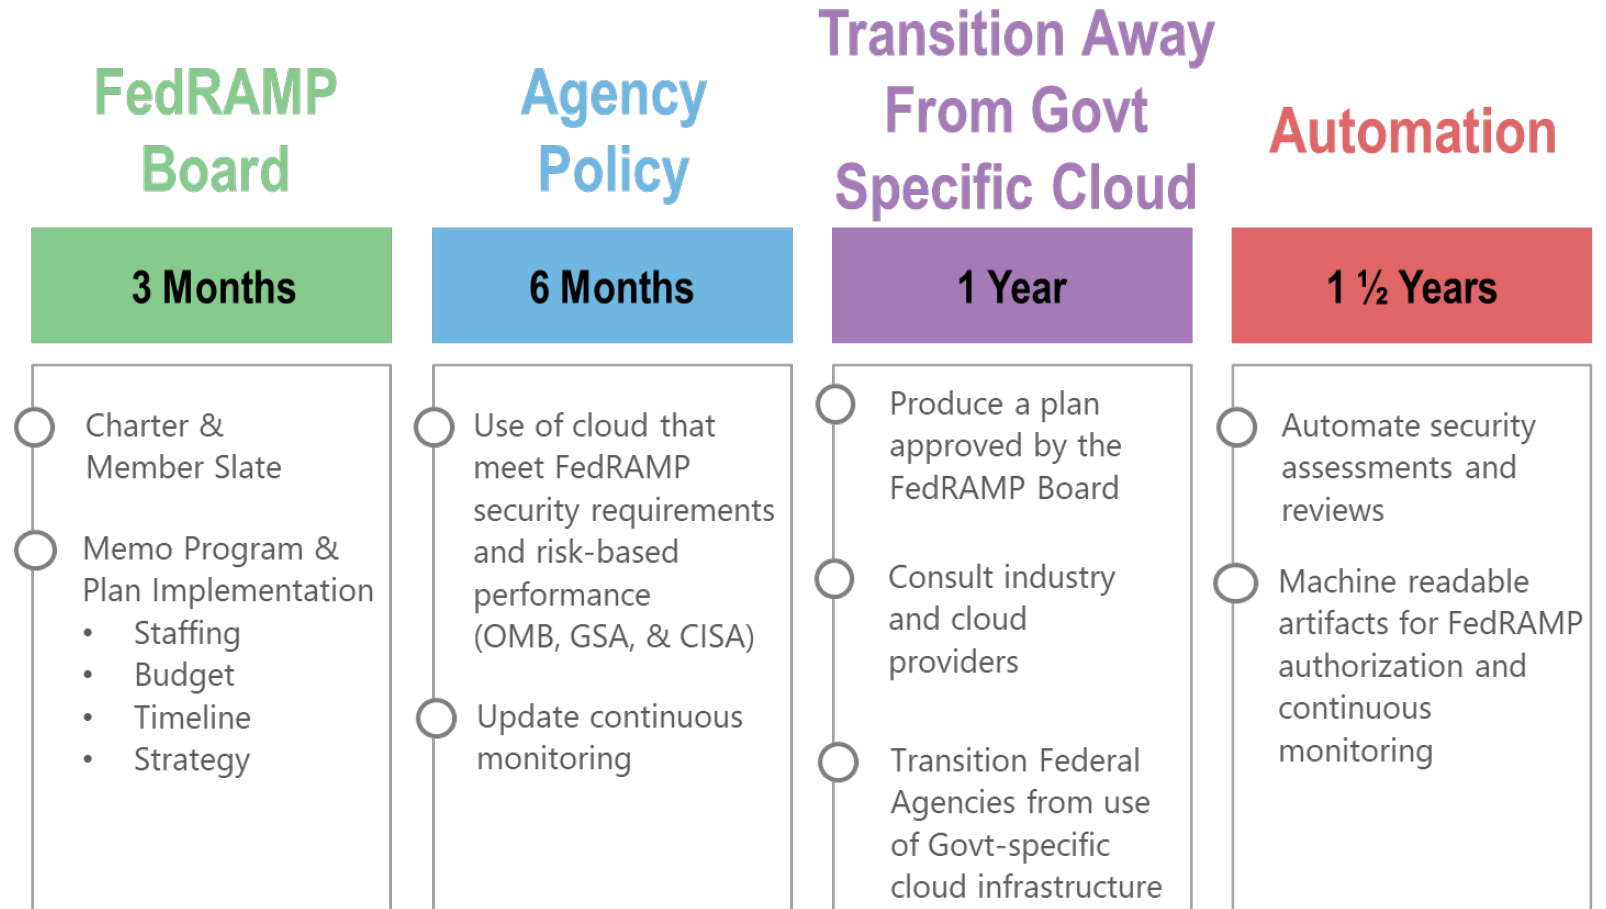 FedRAMP
Board
3 Months
Charter &
Member Slate
Memo Program &
Plan Implementation
• Staffing
• Budget
• Timeline
• Strategy
Agency
Policy
6 Months
Use of cloud that
meet FedRAMP
security requirements
and risk-based
performance
(OMB, GSA, & CISA)
Update continuous
monitoring
Transition Away
From Govt
Specific Cloud
1 Year
Produce a plan
approved by the
FedRAMP Board
Consult industry
and cloud
providers
Transition Federal
Agencies from use
of Govt-specific
cloud infrastructure
Automation
1 ½ Years
Automate security
assessments and
reviews
Machine readable
artifacts for FedRAMP
authorization and
continuous
monitoring